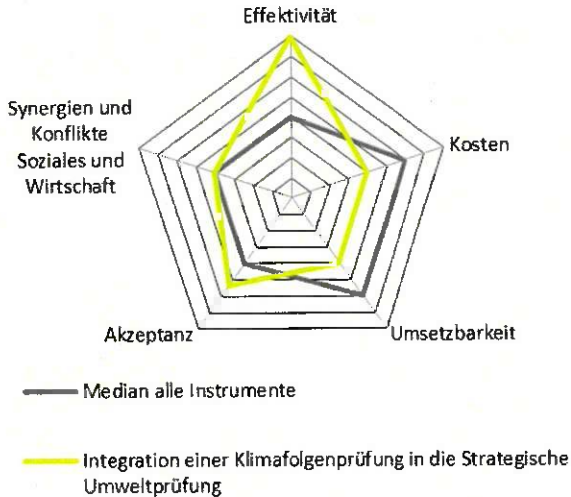 Effektivität
Synergien und
Konflikte
Soziales und
Wirtschaft
Kosten
Akzeptanz
Umsetzbarkeit
Median alle Instrumente
Integration einer Klimafolgenprüfung in die Strategische
Umweltprüfung